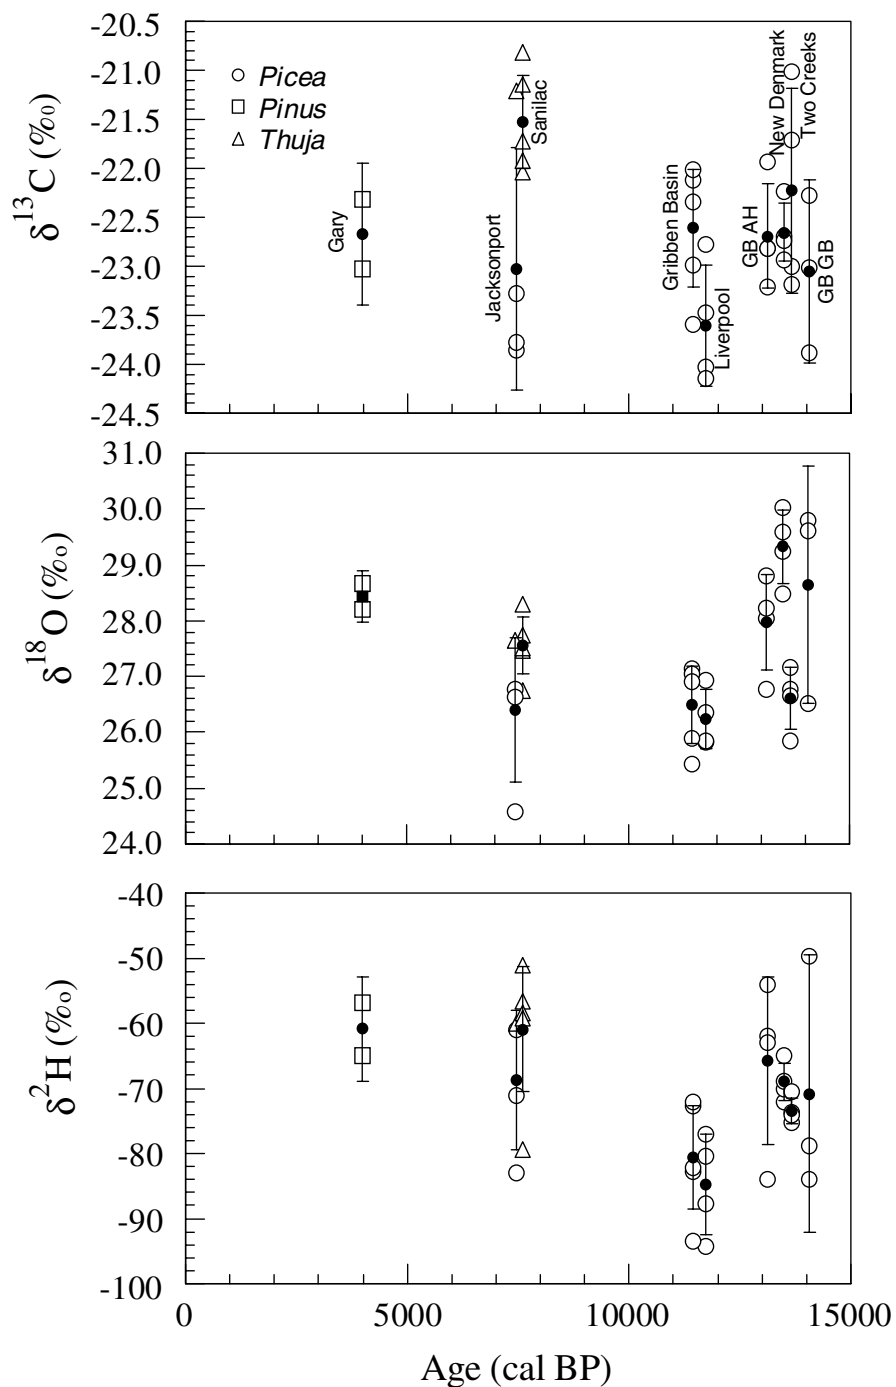 δ¹³C (‰)
-20.5
-21.0
-21.5
-22.0
-22.5
-23.0
-23.5
-24.0
-24.5
Picea
Pinus
Thuja
Gary
Jacksonport
Sanilac
Gribben Basin
Liverpool
GB AH
New Denmark
Two Creeks
GB GB
δ¹⁸O (‰)
31.0
30.0
29.0
28.0
27.0
26.0
25.0
24.0
δ²H (‰)
-40
-50
-60
-70
-80
-90
-100
0
5000
10000
15000
Age (cal BP)